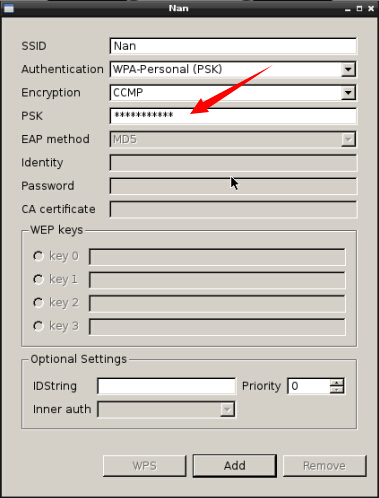 Nan
SSID Nan
Authentication WPA-Personal (PSK)
Encryption CCMP
PSK ***********
EAP method MD5
Identity
Password
CA certificate
WEP keys
key 0
key 1
key 2
key 3
Optional Settings
IDString Priority 0
Inner auth
WPS Add Remove